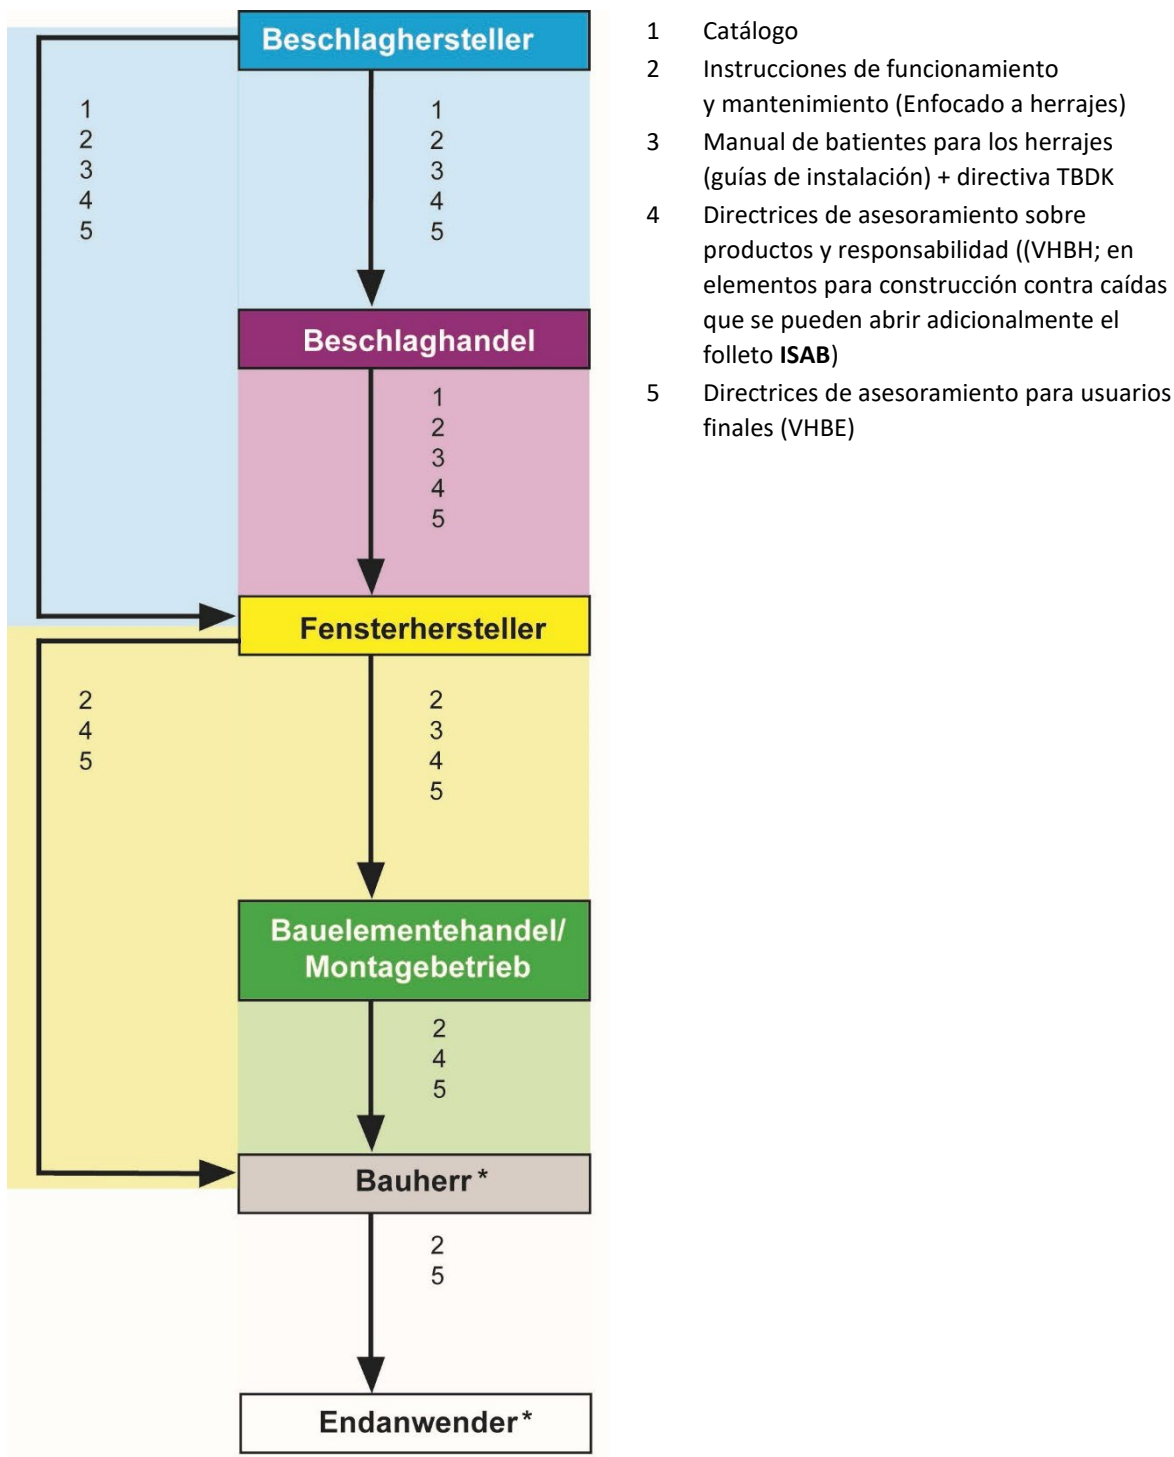 Beschlaghersteller
1
2
3
4
5
1
2
3
4
5
Beschlaghandel
1
2
3
4
5
Fensterhersteller
2
4
5
2
3
4
5
Bauelementehandel/
Montagebetrieb
2
4
5
Bauherr *
2
5
Endanwender *
1 Catálogo
2 Instrucciones de funcionamiento
y mantenimiento (Enfocado a herrajes)
3 Manual de batientes para los herrajes
(guías de instalación) + directiva TBDK
4 Directrices de asesoramiento sobre
productos y responsabilidad ((VHBH; en
elementos para construcción contra caídas
que se pueden abrir adicionalmente el
folleto ISAB)
5 Directrices de asesoramiento para usuarios
finales (VHBE)